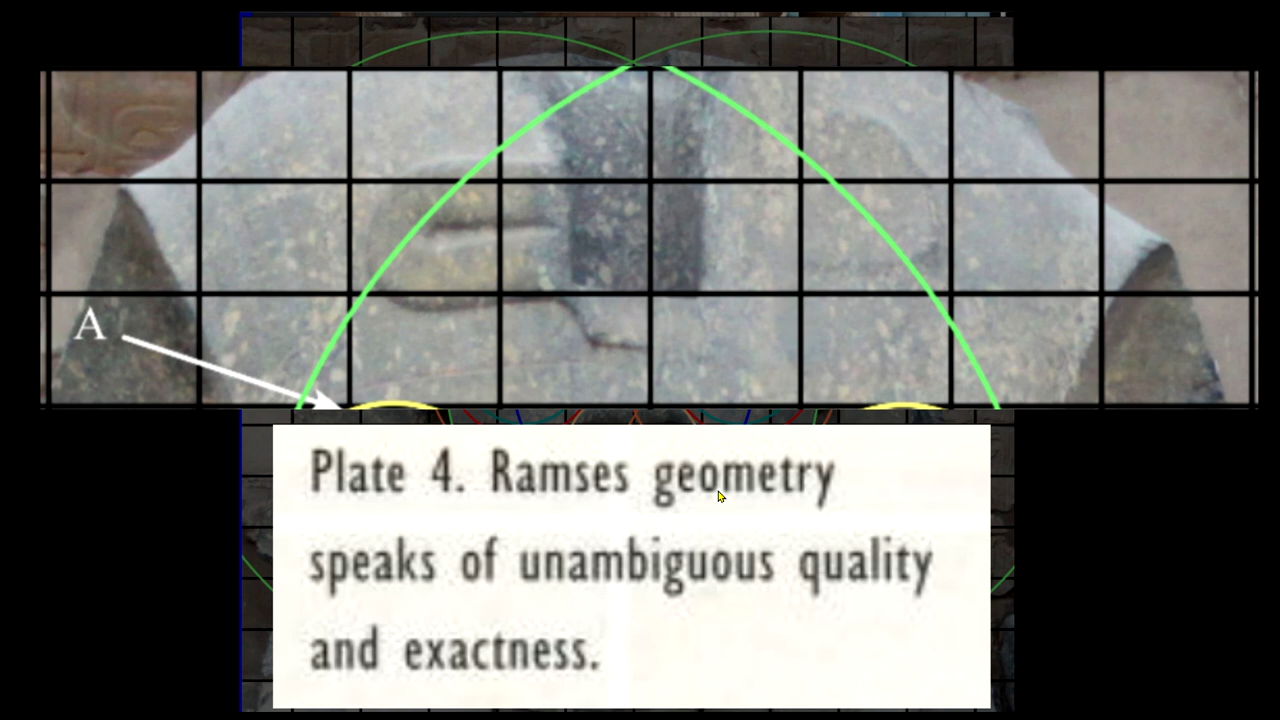 A
Plate 4. Ramses geometry
speaks of unambiguous quality
and exactness.